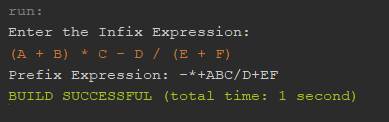 run:
Enter the Infix Expression:
(A + B) * C - D / (E + F)
Prefix Expression: -*+ABC/D+EF
BUILD SUCCESSFUL (total time: 1 second)